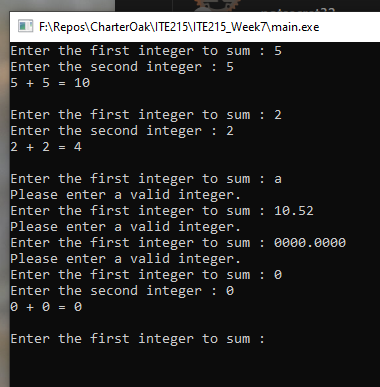 F:\Repos\CharterOak\ITE215\ITE215_Week7\main.exe
Enter the first integer to sum : 5
Enter the second integer : 5
5 + 5 = 10
Enter the first integer to sum : 2
Enter the second integer : 2
2 + 2 = 4
Enter the first integer to sum : a
Please enter a valid integer.
Enter the first integer to sum : 10.52
Please enter a valid integer.
Enter the first integer to sum : 0000.0000
Please enter a valid integer.
Enter the first integer to sum : 0
Enter the second integer : 0
0 + 0 = 0
Enter the first integer to sum :